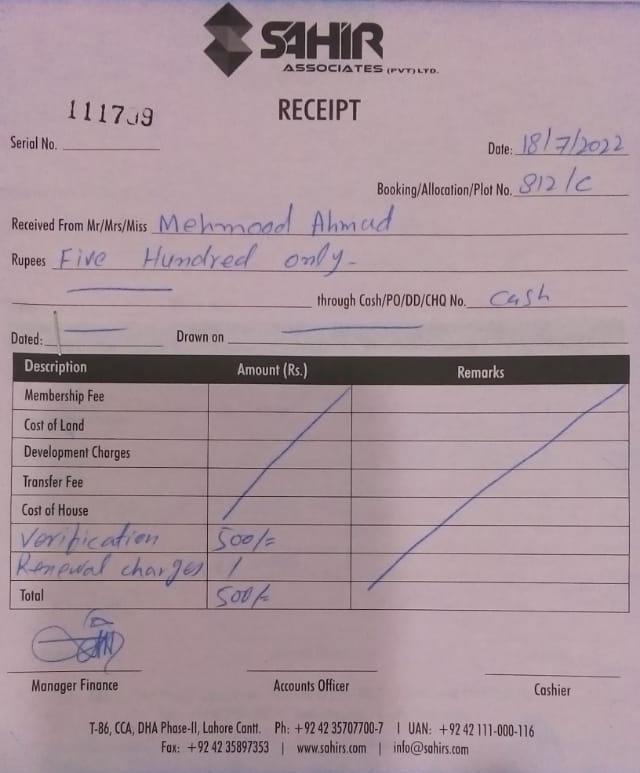 SAHIR
ASSOCIATES (PVT) LTD.
RECEIPT
Serial No.
Date: 18/7/2022
Booking/Allocation/Plot No. 812/C
Received From Mr/Mrs/Miss Mehmood Ahmad
Rupees Five Hundred only-
through Cash/PO/DD/CHQ No. Cash
Dated: Drawn on
Description Amount (Rs.) Remarks
Membership Fee
Cost of Land
Development Charges
Transfer Fee
Cost of House
Verification 500/=
Renewal charges /
Total 500/=
Manager Finance Accounts Officer Cashier
T-86, CCA, DHA Phase-II, Lahore Cantt. Ph: +92 42 35707700-7 | UAN: +92 42 111-000-116
Fax: +92 42 35897353 | www.sahirs.com | info@sahirs.com